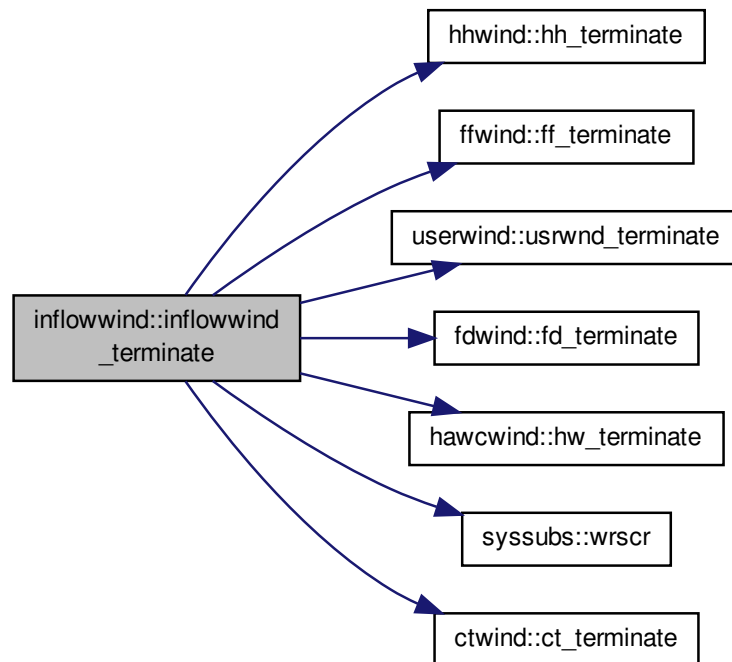 hhwind::hh_terminate
ffwind::ff_terminate
userwind::usrwnd_terminate
inflowwind::inflowwind
_terminate
fdwind::fd_terminate
hawcwind::hw_terminate
syssubs::wrscr
ctwind::ct_terminate